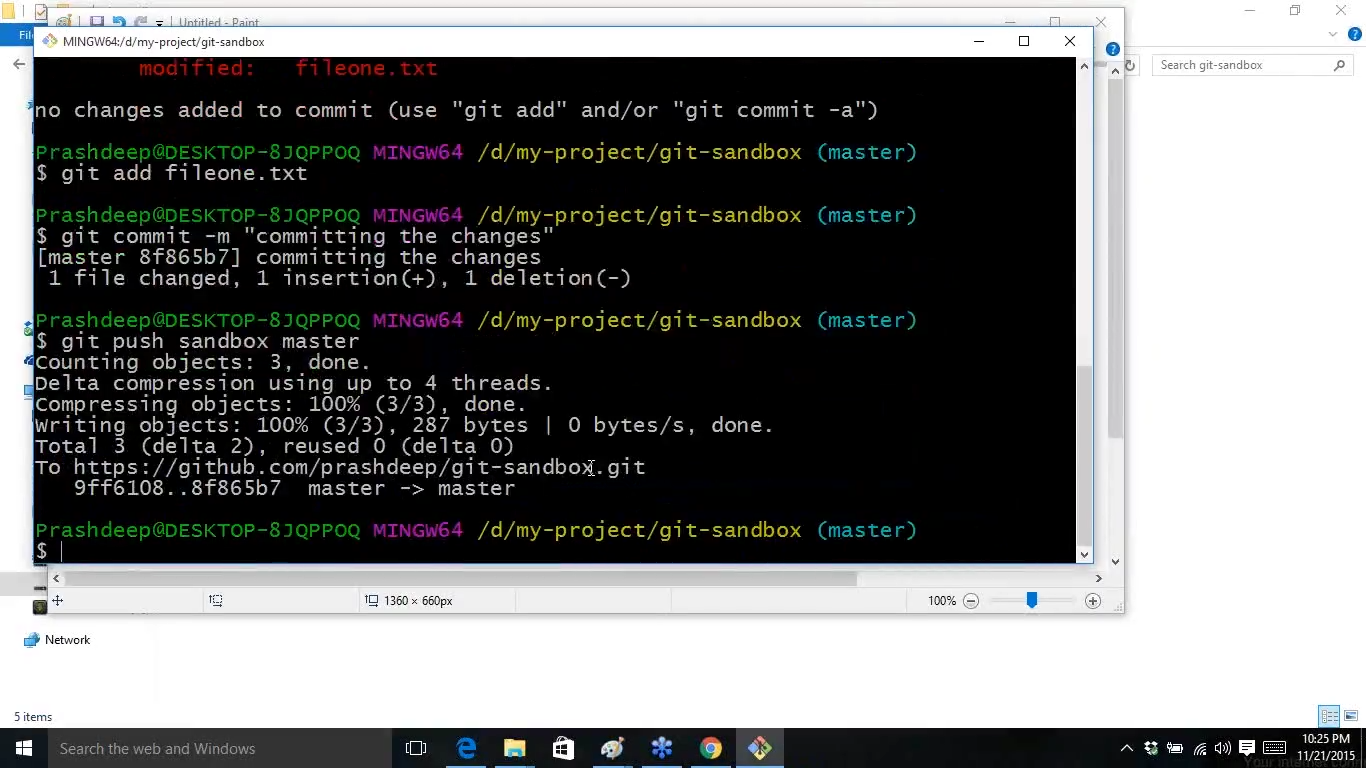 Untitled - Paint
MINGW64:/d/my-project/git-sandbox
Search git-sandbox
modified:   fileone.txt
no changes added to commit (use "git add" and/or "git commit -a")
Prashdeep@DESKTOP-8JQPPOQ MINGW64 /d/my-project/git-sandbox (master)
$ git add fileone.txt
Prashdeep@DESKTOP-8JQPPOQ MINGW64 /d/my-project/git-sandbox (master)
$ git commit -m "committing the changes"
[master 8f865b7] committing the changes
1 file changed, 1 insertion(+), 1 deletion(-)
Prashdeep@DESKTOP-8JQPPOQ MINGW64 /d/my-project/git-sandbox (master)
$ git push sandbox master
Counting objects: 3, done.
Delta compression using up to 4 threads.
Compressing objects: 100% (3/3), done.
Writing objects: 100% (3/3), 287 bytes | 0 bytes/s, done.
Total 3 (delta 2), reused 0 (delta 0)
To https://github.com/prashdeep/git-sandbox.git
9ff6108..8f865b7  master -> master
Prashdeep@DESKTOP-8JQPPOQ MINGW64 /d/my-project/git-sandbox (master)
$
1360 × 660px
100%
Network
5 items
Search the web and Windows
10:25 PM
11/21/2015